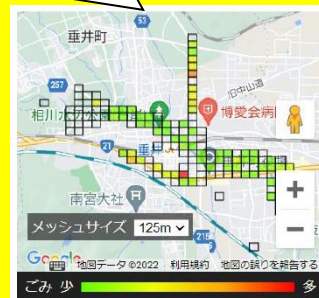 53
垂井町
257
旧中山道
相川水力公園
博愛会病
21
垂井
南宮大社
メッシュサイズ 125m
+
−
215
Google
地図データ ©2022 利用規約 地図の誤りを報告する
ごみ 少 多